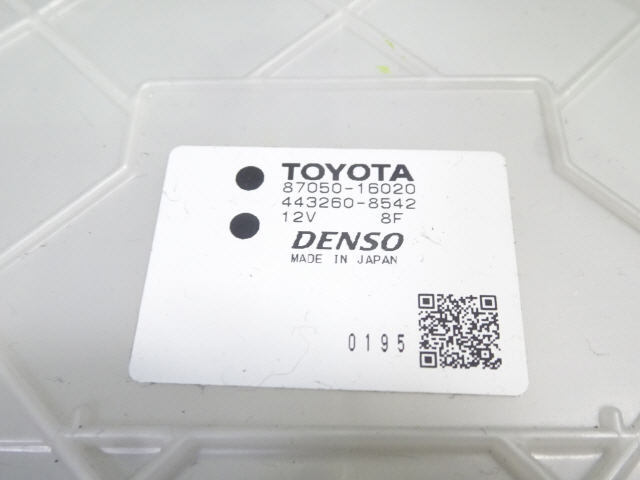 TOYOTA
87050-16020
443260-8542
12V 8F
DENSO
MADE IN JAPAN
0195